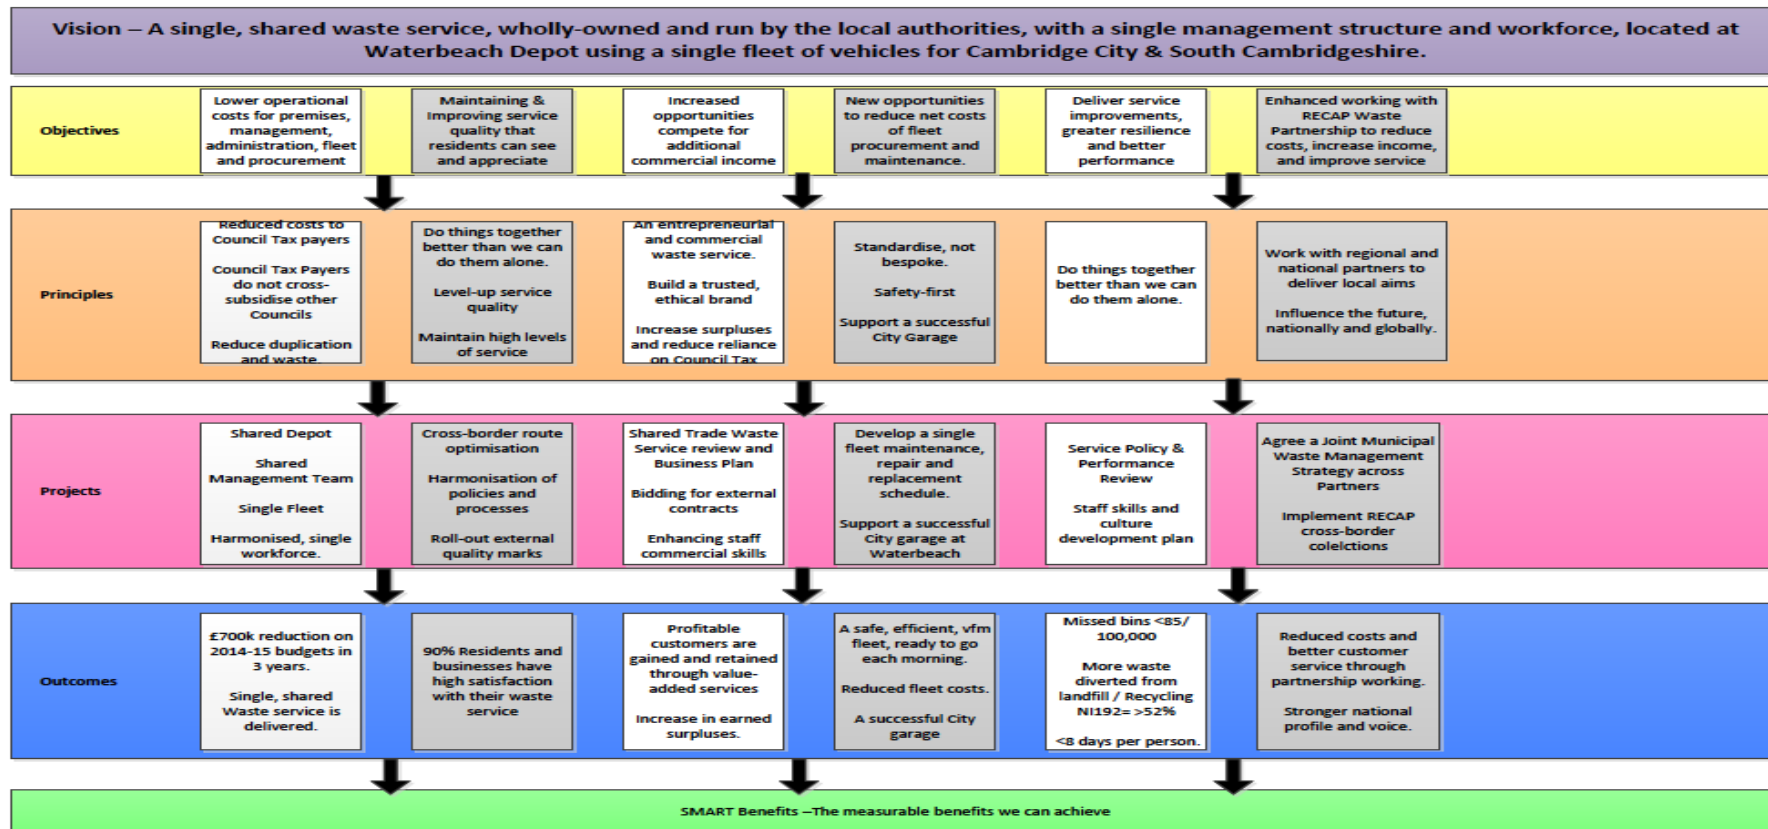 Vision – A single, shared waste service, wholly-owned and run by the local authorities, with a single management structure and workforce, located at
Waterbeach Depot using a single fleet of vehicles for Cambridge City & South Cambridgeshire.
Objectives
Lower operational
costs for premises,
management,
administration, fleet
and procurement
Maintaining &
Improving service
quality that
residents can see
and appreciate
Increased
opportunities
compete for
additional
commercial income
New opportunities
to reduce net costs
of fleet
procurement and
maintenance.
Deliver service
improvements,
greater resilience
and better
performance
Enhanced working with
RECAP Waste
Partnership to reduce
costs, increase income,
and improve service
Principles
Reduced costs to
Council Tax payers
Council Tax Payers
do not cross-
subsidise other
Councils
Reduce duplication
and waste.
Do things together
better than we can
do them alone.
Level-up service
quality
Maintain high levels
of service
An entrepreneurial
and commercial
waste service.
Build a trusted,
ethical brand
Increase surpluses
and reduce reliance
on Council Tax
Standardise, not
bespoke.
Safety-first
Support a successful
City Garage
Do things together
better than we can
do them alone.
Work with regional and
national partners to
deliver local aims
Influence the future,
nationally and globally.
Projects
Shared Depot
Shared
Management Team
Single Fleet
Harmonised, single
workforce.
Cross-border route
optimisation
Harmonisation of
policies and
processes
Roll-out external
quality marks
Shared Trade Waste
Service review and
Business Plan
Bidding for external
contracts
Enhancing staff
commercial skills
Develop a single
fleet maintenance,
repair and
replacement
schedule.
Support a successful
City garage at
Waterbeach
Service Policy &
Performance
Review
Staff skills and
culture
development plan
Agree a Joint Municipal
Waste Management
Strategy across
Partners
Implement RECAP
cross-border
colelctions
Outcomes
£700k reduction on
2014-15 budgets in
3 years.
Single, shared
Waste service is
delivered.
90% Residents and
businesses have
high satisfaction
with their waste
service
Profitable
customers are
gained and retained
through value-
added services
Increase in earned
surpluses.
A safe, efficient, vfm
fleet, ready to go
each morning.
Reduced fleet costs.
A successful City
garage
Missed bins <85/
100,000
More waste
diverted from
landfill / Recycling
NI192= >52%
<8 days per person.
Reduced costs and
better customer
service through
partnership working.
Stronger national
profile and voice.
SMART Benefits –The measurable benefits we can achieve